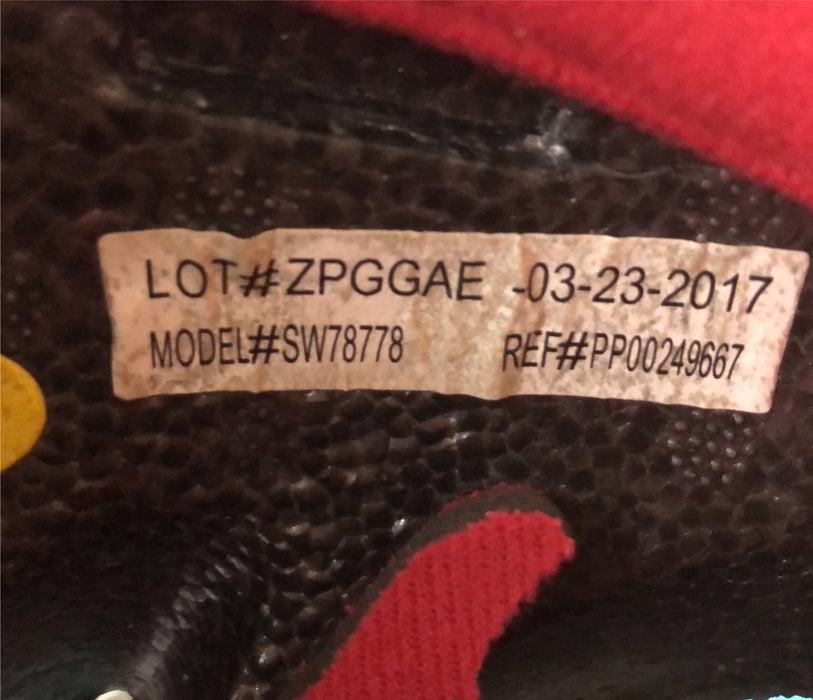 LOT#ZPGGAE -03-23-2017
MODEL#SW78778 REF#PP00249667